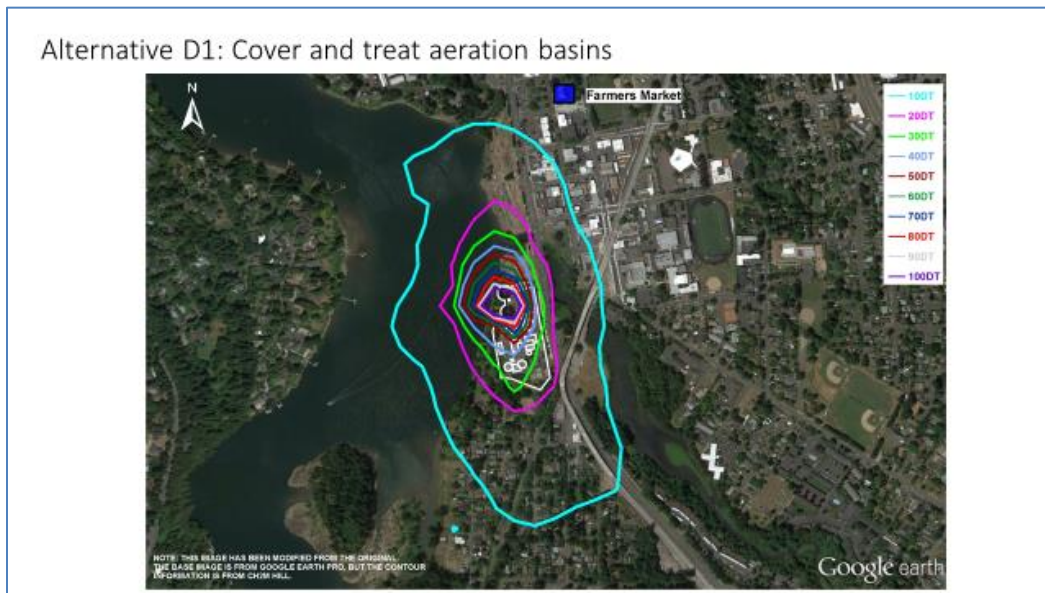 Alternative D1: Cover and treat aeration basins
N
Farmers Market
10DT
20DT
30DT
40DT
50DT
60DT
70DT
80DT
90DT
100DT
NOTE: THIS IMAGE HAS BEEN MODIFIED FROM THE ORIGINAL.
THE BASE IMAGE IS FROM GOOGLE EARTH PRO, BUT THE CONTOUR
INFORMATION IS FROM CH2M HILL.
Google earth